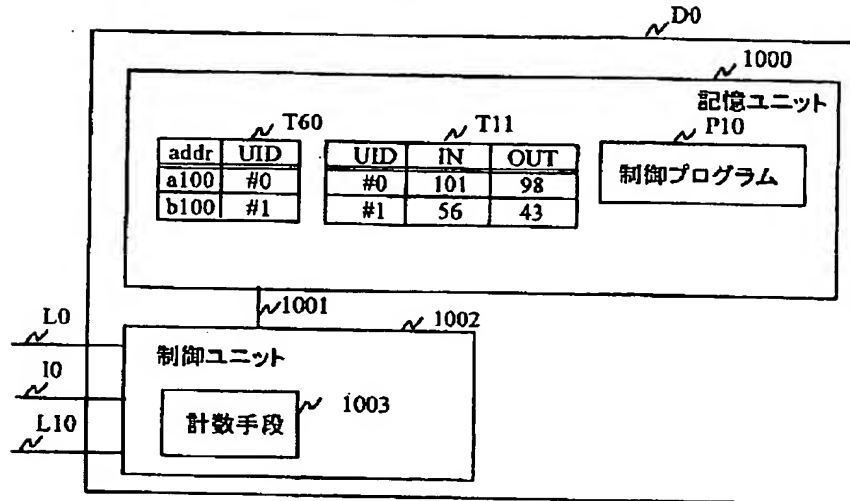 D0
1000
記憶ユニット
T60
T11
P10
addr UID
a100 #0
b100 #1
UID IN OUT
#0 101 98
#1 56 43
制御プログラム
1001
1002
L0
I0
L10
制御ユニット
計数手段
1003